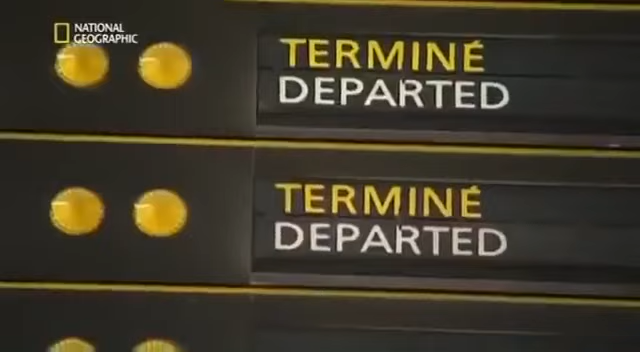 NATIONAL
GEOGRAPHIC
TERMINÉ
DEPARTED
TERMINÉ
DEPARTED